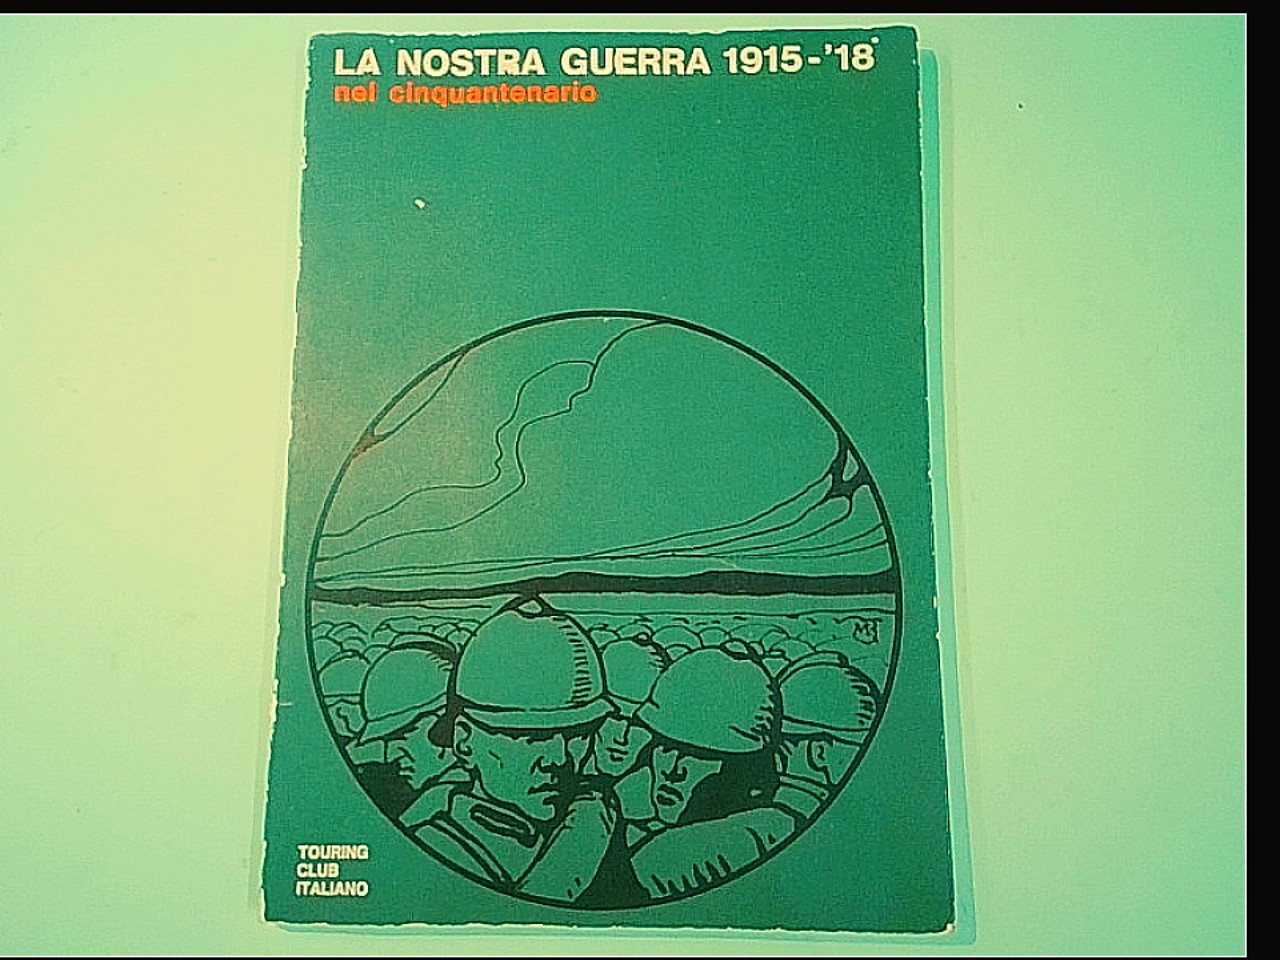 LA NOSTRA GUERRA 1915-'18
nel cinquantenario
TOURING
CLUB
ITALIANO